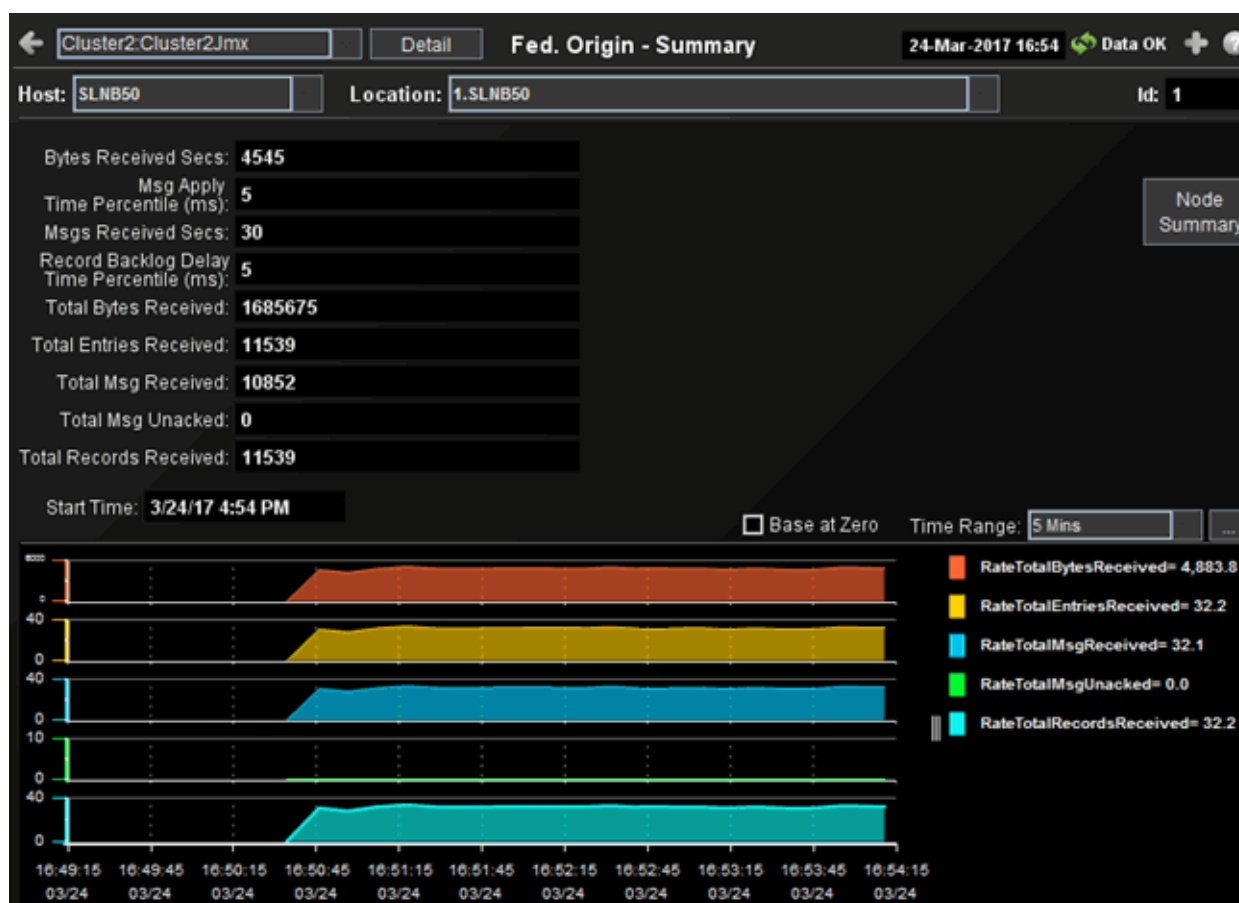 Cluster2:Cluster2Jmx Detail Fed. Origin - Summary 24-Mar-2017 16:54 Data OK
Host: SLNB50 Location: 1.SLNB50 Id: 1
Bytes Received Secs: 4545
Msg Apply
Time Percentile (ms): 5
Msgs Received Secs: 30
Record Backlog Delay
Time Percentile (ms): 5
Total Bytes Received: 1685675
Total Entries Received: 11539
Total Msg Received: 10852
Total Msg Unacked: 0
Total Records Received: 11539
Node
Summary
Start Time: 3/24/17 4:54 PM
Base at Zero Time Range: 5 Mins ...
6000
0
40
0
40
0
10
0
40
0
RateTotalBytesReceived= 4,883.8
RateTotalEntriesReceived= 32.2
RateTotalMsgReceived= 32.1
RateTotalMsgUnacked= 0.0
RateTotalRecordsReceived= 32.2
16:49:15 16:49:45 16:50:15 16:50:45 16:51:15 16:51:45 16:52:15 16:52:45 16:53:15 16:53:45 16:54:15
03/24 03/24 03/24 03/24 03/24 03/24 03/24 03/24 03/24 03/24 03/24